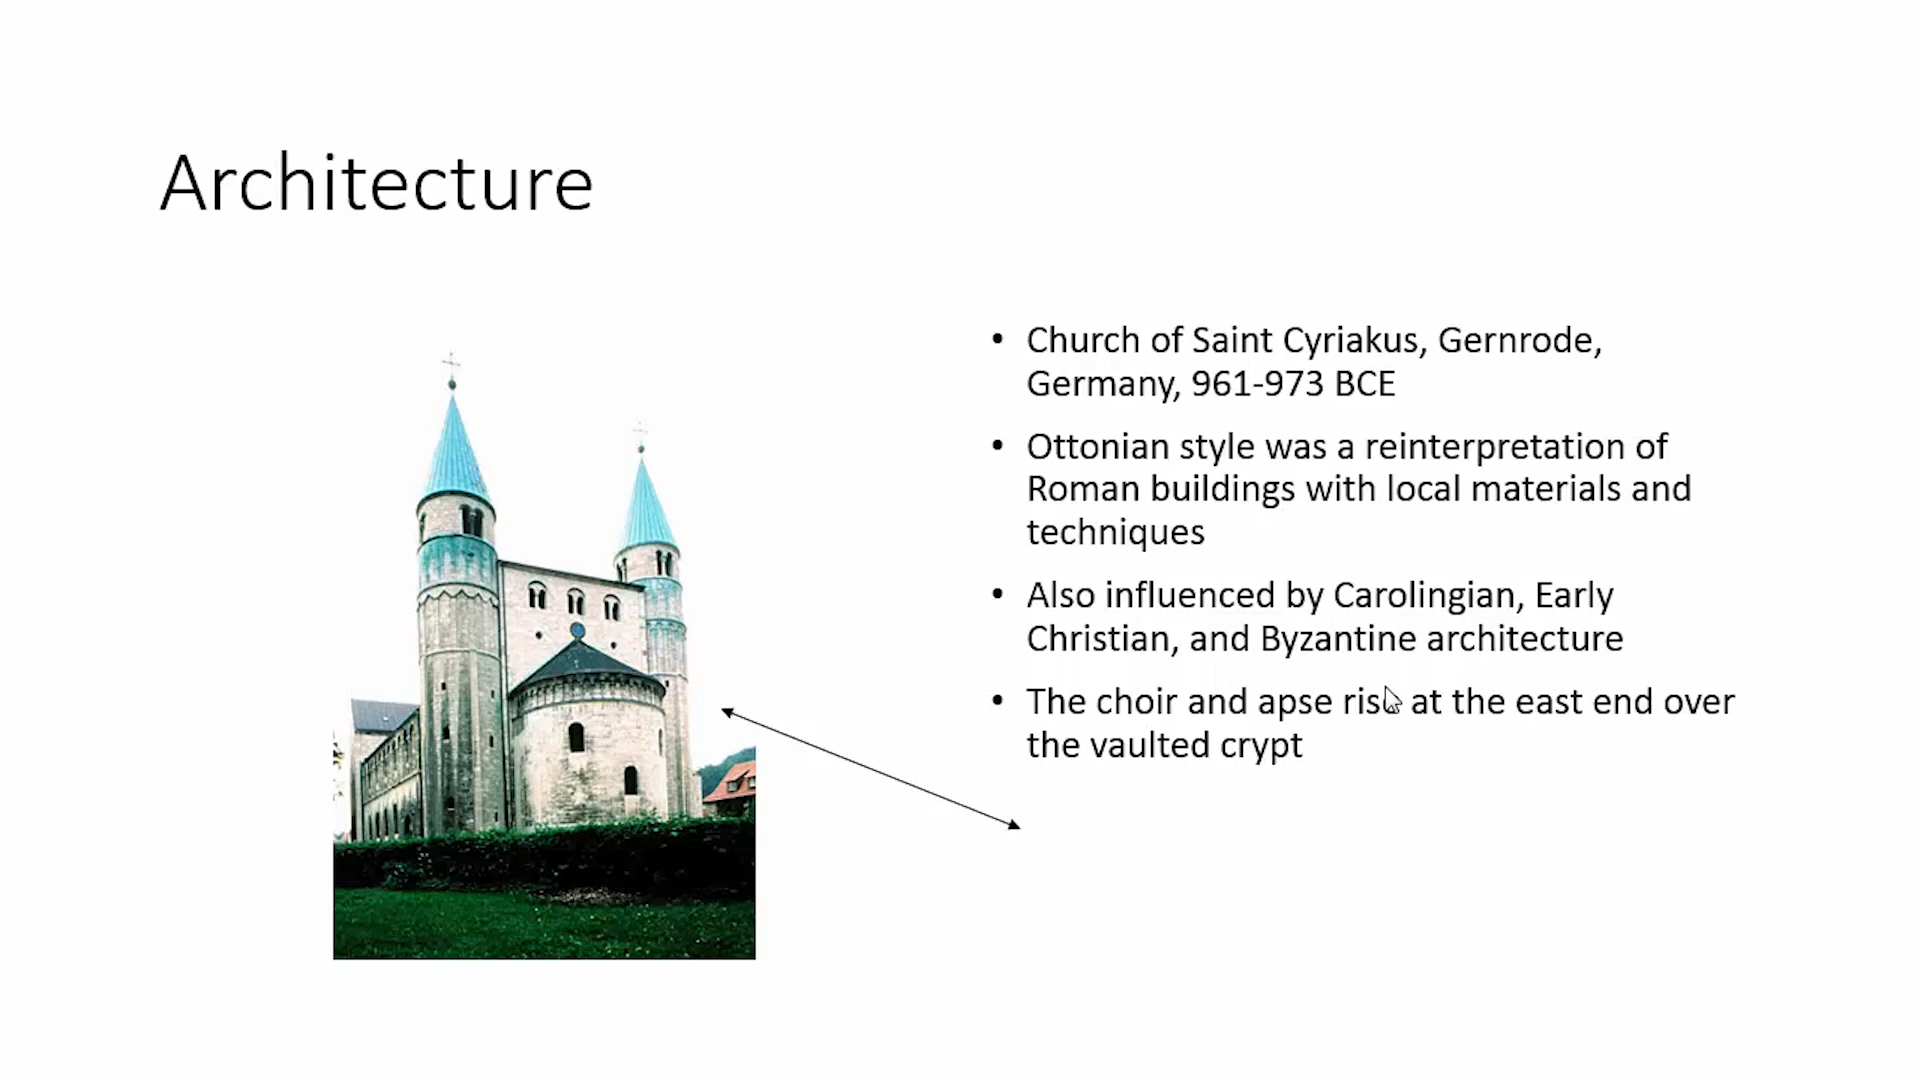 Architecture
• Church of Saint Cyriakus, Gernrode,
Germany, 961-973 BCE
• Ottonian style was a reinterpretation of
Roman buildings with local materials and
techniques
• Also influenced by Carolingian, Early
Christian, and Byzantine architecture
• The choir and apse rise at the east end over
the vaulted crypt